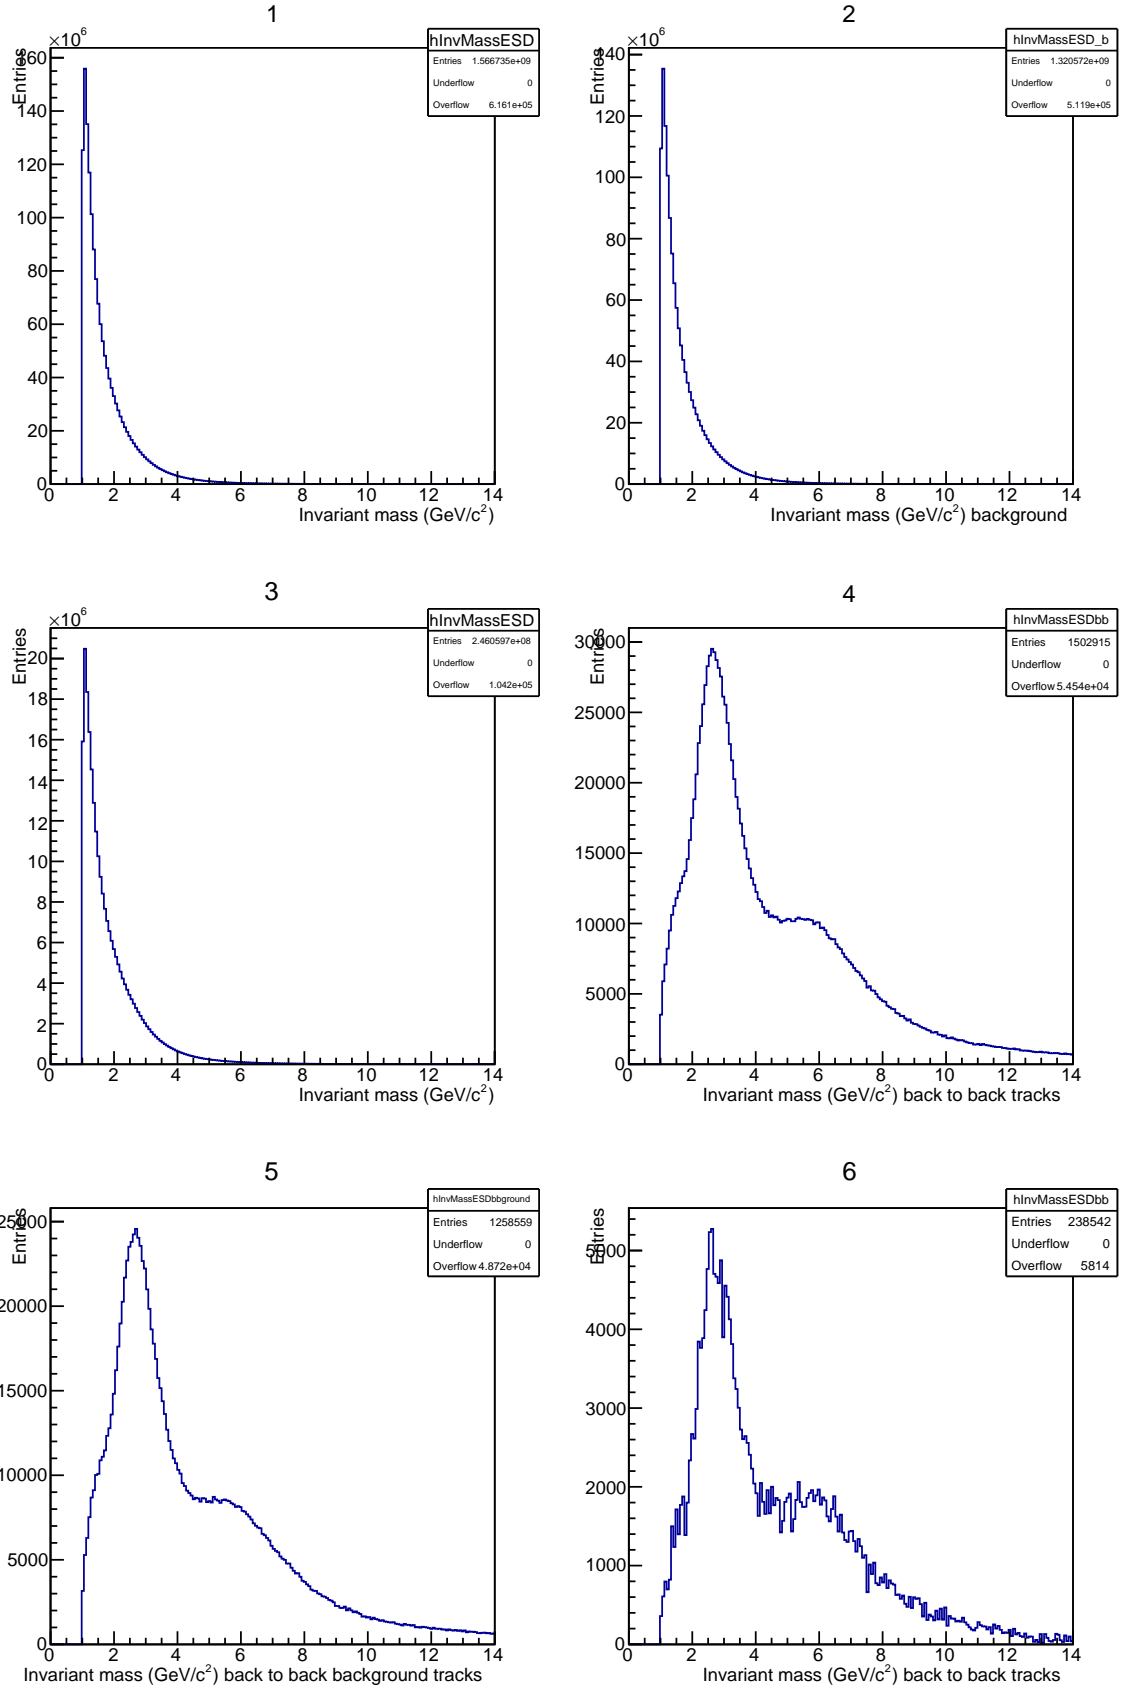 1
×10^6
Entries
hInvMassESD
Entries 1.566735e+09
Underflow 0
Overflow 6.161e+05
160
140
120
100
80
60
40
20
0
0 2 4 6 8 10 12 14
Invariant mass (GeV/c^2)
2
×10^6
Entries
hInvMassESD_b
Entries 1.320572e+09
Underflow 0
Overflow 5.119e+05
140
120
100
80
60
40
20
0
0 2 4 6 8 10 12 14
Invariant mass (GeV/c^2) background
3
×10^6
Entries
hInvMassESD
Entries 2.460597e+08
Underflow 0
Overflow 1.042e+05
20
18
16
14
12
10
8
6
4
2
0
0 2 4 6 8 10 12 14
Invariant mass (GeV/c^2)
4
Entries
hInvMassESDbb
Entries 1502915
Underflow 0
Overflow 5.454e+04
30000
25000
20000
15000
10000
5000
0
0 2 4 6 8 10 12 14
Invariant mass (GeV/c^2) back to back tracks
5
Entries
hInvMassESDbbground
Entries 1258559
Underflow 0
Overflow 4.872e+04
25000
20000
15000
10000
5000
0
0 2 4 6 8 10 12 14
Invariant mass (GeV/c^2) back to back background tracks
6
Entries
hInvMassESDbb
Entries 238542
Underflow 0
Overflow 5814
5000
4000
3000
2000
1000
0
0 2 4 6 8 10 12 14
Invariant mass (GeV/c^2) back to back tracks